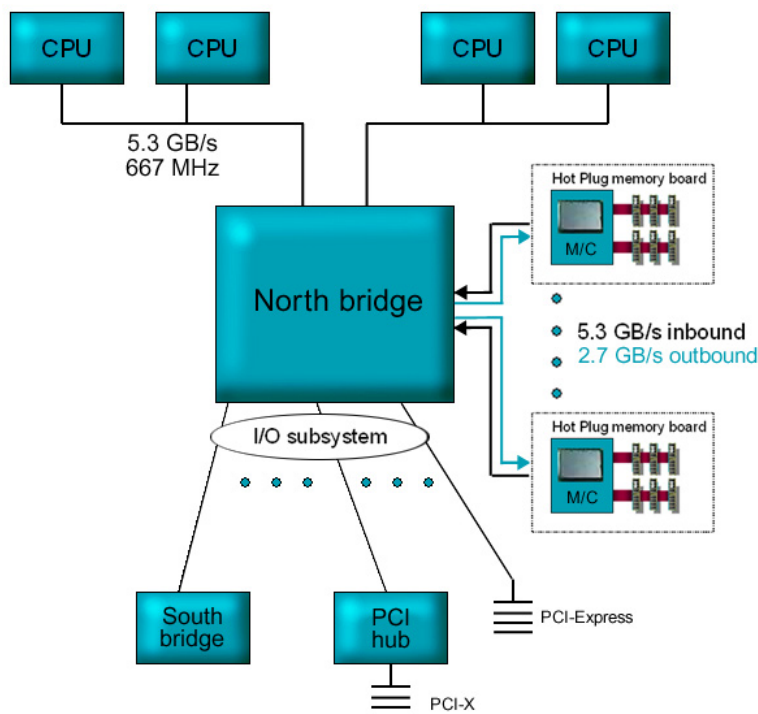 CPU
CPU
CPU
CPU
5.3 GB/s
667 MHz
Hot Plug memory board
M/C
North bridge
5.3 GB/s inbound
2.7 GB/s outbound
Hot Plug memory board
M/C
I/O subsystem
South
bridge
PCI
hub
PCI-Express
PCI-X